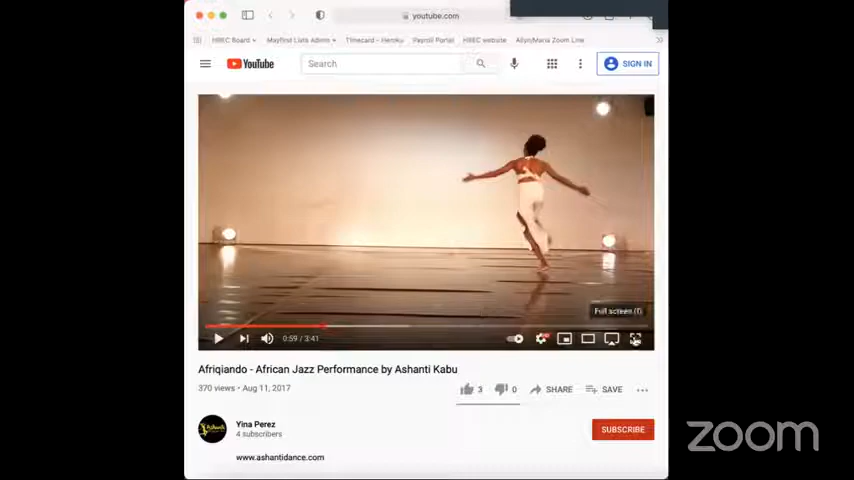 youtube.com
HBEC Board
Mayfirst Lists Admin
Timecard - Heroku
Payroll Portal
HBEC website
Allyn/Maria Zoom Line
YouTube
Search
SIGN IN
Full screen (f)
0:59 / 3:41
Afriqiando - African Jazz Performance by Ashanti Kabu
370 views • Aug 11, 2017
3
0
SHARE
SAVE
Yina Perez
4 subscribers
SUBSCRIBE
www.ashantidance.com
zoom